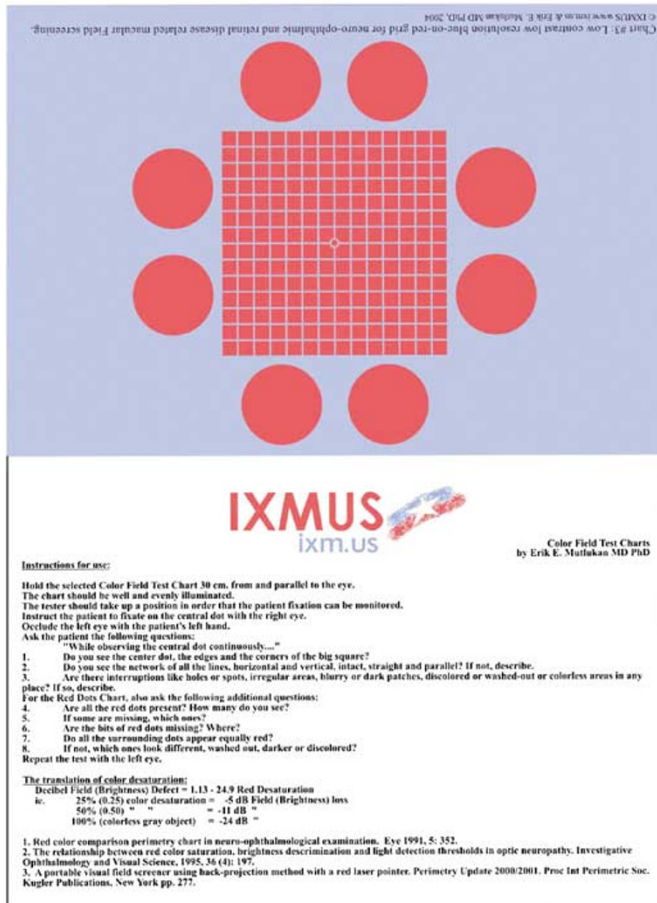 © IXMUS www.ixm.us & Erik E. Mutlukan MD PhD, 2004
Chart #3: Low contrast low resolution blue-on-red grid for neuro-ophthalmic and retinal disease related macular Field screening.
IXMUS
ixm.us
Color Field Test Charts
by Erik E. Mutlukan MD PhD
Instructions for use:
Hold the selected Color Field Test Chart 30 cm. from and parallel to the eye.
The chart should be well and evenly illuminated.
The tester should take up a position in order that the patient fixation can be monitored.
Instruct the patient to fixate on the central dot with the right eye.
Occlude the left eye with the patient's left hand.
Ask the patient the following questions:
"While observing the central dot continuously...."
1. Do you see the center dot, the edges and the corners of the big square?
2. Do you see the network of all the lines, horizontal and vertical, intact, straight and parallel? If not, describe.
3. Are there interruptions like holes or spots, irregular areas, blurry or dark patches, discolored or washed-out or colorless areas in any
place? If so, describe.
For the Red Dots Chart, also ask the following additional questions:
4. Are all the red dots present? How many do you see?
5. If some are missing, which ones?
6. Are the bits of red dots missing? Where?
7. Do all the surrounding dots appear equally red?
8. If not, which ones look different, washed out, darker or discolored?
Repeat the test with the left eye.
The translation of color desaturation:
Decibel Field (Brightness) Defect = 1.13 - 24.9 Red Desaturation
ie. 25% (0.25) color desaturation = -5 dB Field (Brightness) loss
50% (0.50) " " = -11 dB "
100% (colorless gray object) = -24 dB "
1. Red color comparison perimetry chart in neuro-ophthalmological examination. Eye 1991, 5: 352.
2. The relationship between red color saturation, brightness descrimination and light detection thresholds in optic neuropathy. Investigative
Ophthalmology and Visual Science, 1995, 36 (4): 197.
3. A portable visual field screener using back-projection method with a red laser pointer. Perimetry Update 2000/2001. Proc Int Perimetric Soc.
Kugler Publications, New York pp. 277.